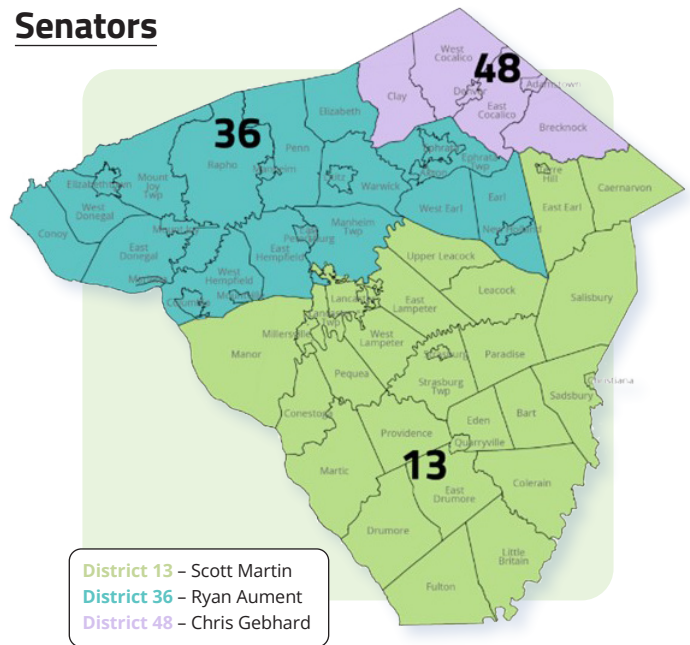 Senators
West
Cocalico
48
Clay
Denver
Adamstown
East
Cocalico
Elizabeth
Brecknock
36
Penn
Rapho
Manheim
Ephrata
Akron
Ephrata
Twp
Lititz
Warwick
Terre
Hill
Caernarvon
Elizabethtown
Mount
Joy
Twp
West
Donegal
West Earl
Earl
East Earl
New Holland
Conoy
Mount Joy
East
Petersburg
Manheim
Twp
East
Donegal
East
Hempfield
Upper Leacock
Marietta
West
Hempfield
Leacock
Salisbury
Columbia
Mountville
Lancaster
Lancaster
Twp
East
Lampeter
Millersville
West
Lampeter
Manor
Strasburg
Paradise
Pequea
Strasburg
Twp
Christiana
Sadsbury
Conestoga
Eden
Bart
Providence
Quarryville
Martic
13
East
Drumore
Colerain
Drumore
Little
Britain
Fulton
District 13 – Scott Martin
District 36 – Ryan Aument
District 48 – Chris Gebhard